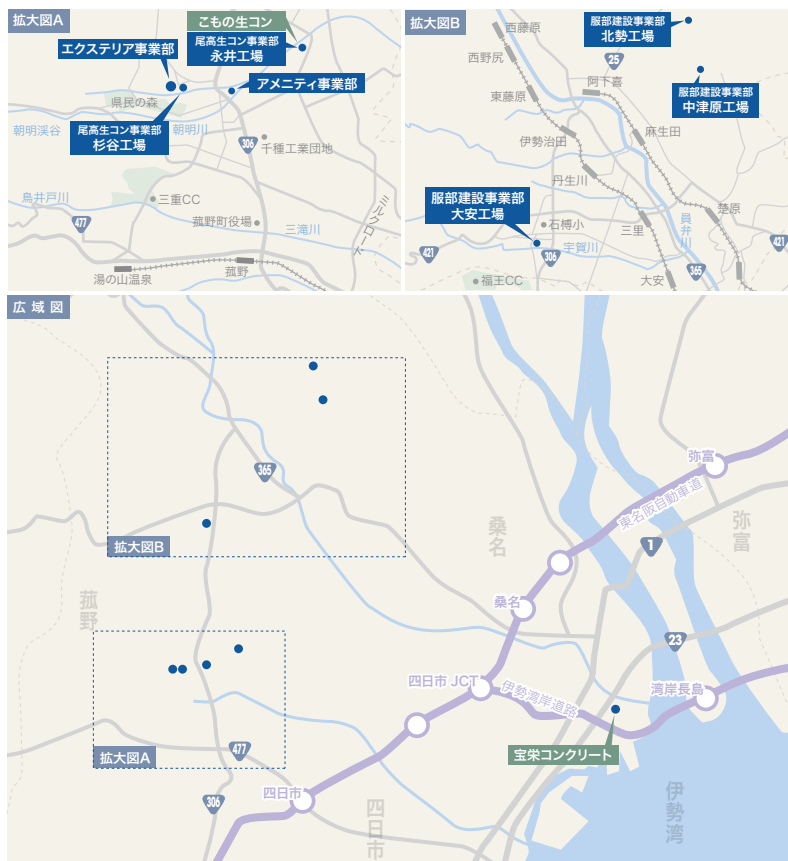 拡大図A
こもの生コン
尾高生コン事業部
永井工場
エクステリア事業部
アメニティ事業部
県民の森
尾高生コン事業部
杉谷工場
朝明渓谷
朝明川
306
千種工業団地
鳥井戸川
三重CC
477
菰野町役場
三滝川
ミルクロード
湯の山温泉
菰野
拡大図B
服部建設事業部
北勢工場
西藤原
西野尻
25
阿下喜
服部建設事業部
中津原工場
東藤原
伊勢治田
麻生田
丹生川
服部建設事業部
大安工場
楚原
石榑小
三里
員弁川
421
宇賀川
306
421
365
福王CC
大安
広域図
365
弥富
東名阪自動車道
弥富
桑名
1
拡大図B
菰野
桑名
23
四日市 JCT
伊勢湾岸道路
湾岸長島
477
拡大図A
宝栄コンクリート
306
四日市
四日市
伊勢湾